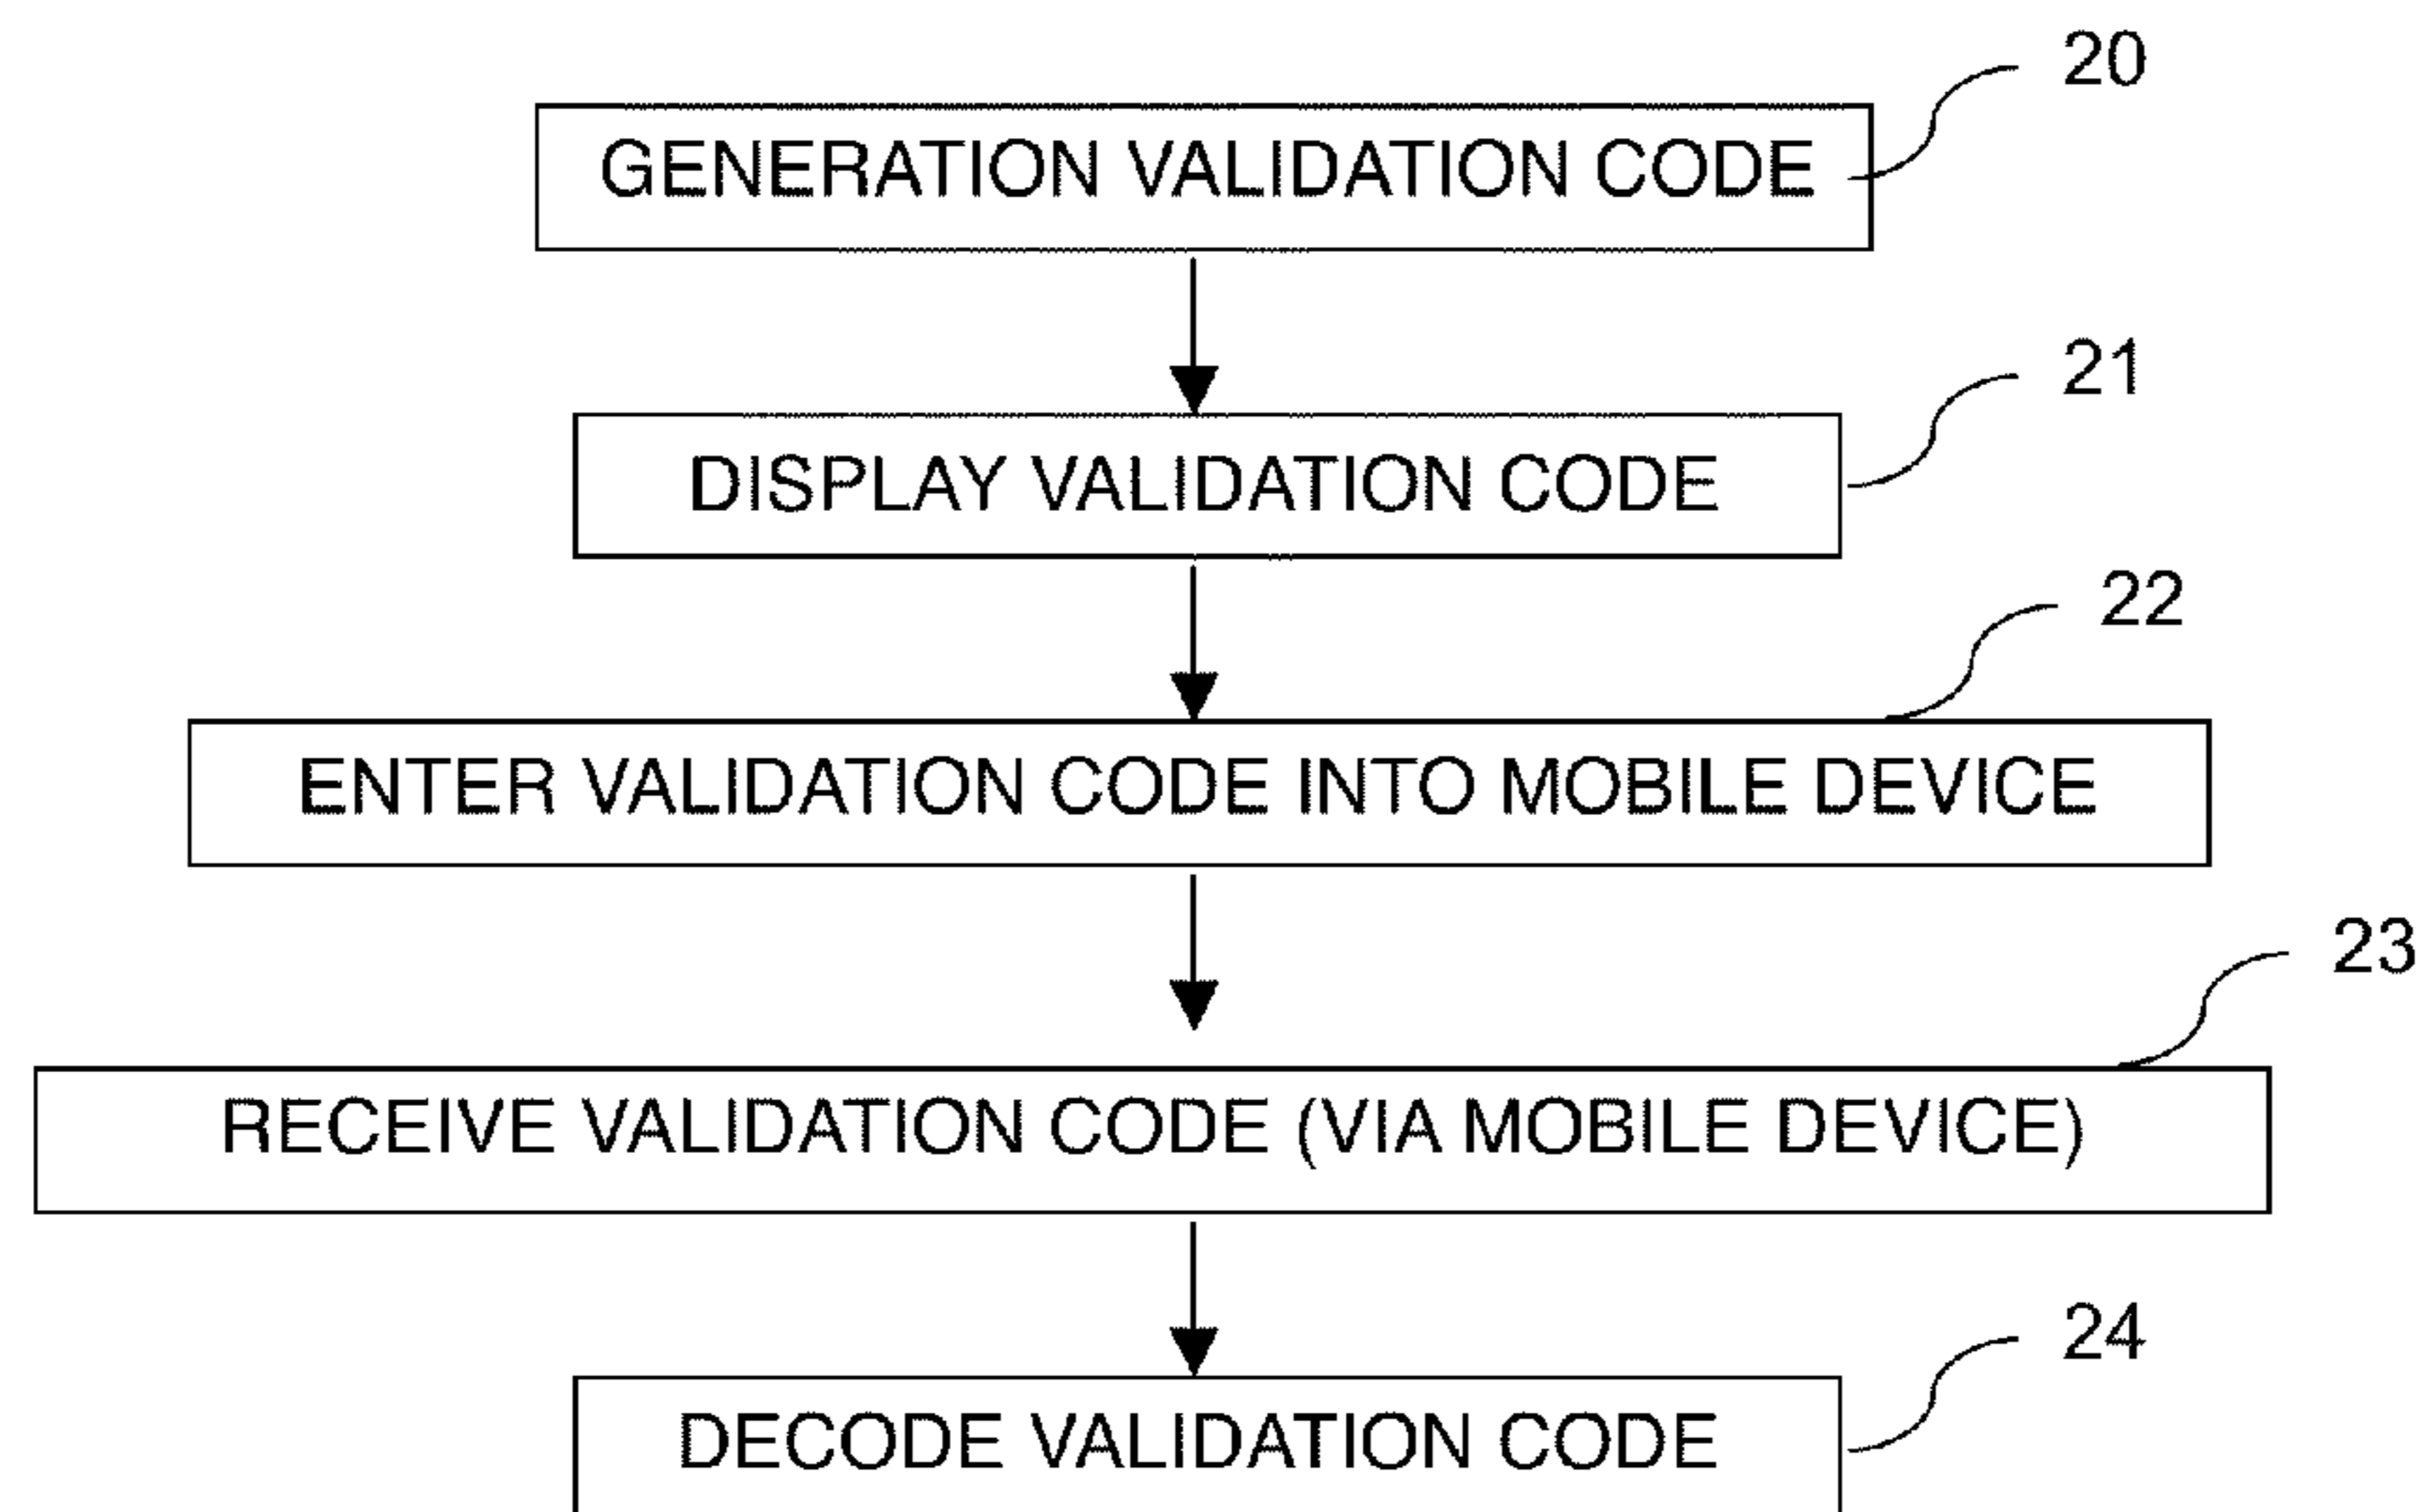 20
GENERATION VALIDATION CODE
21
DISPLAY VALIDATION CODE
22
ENTER VALIDATION CODE INTO MOBILE DEVICE
23
RECEIVE VALIDATION CODE (VIA MOBILE DEVICE)
24
DECODE VALIDATION CODE